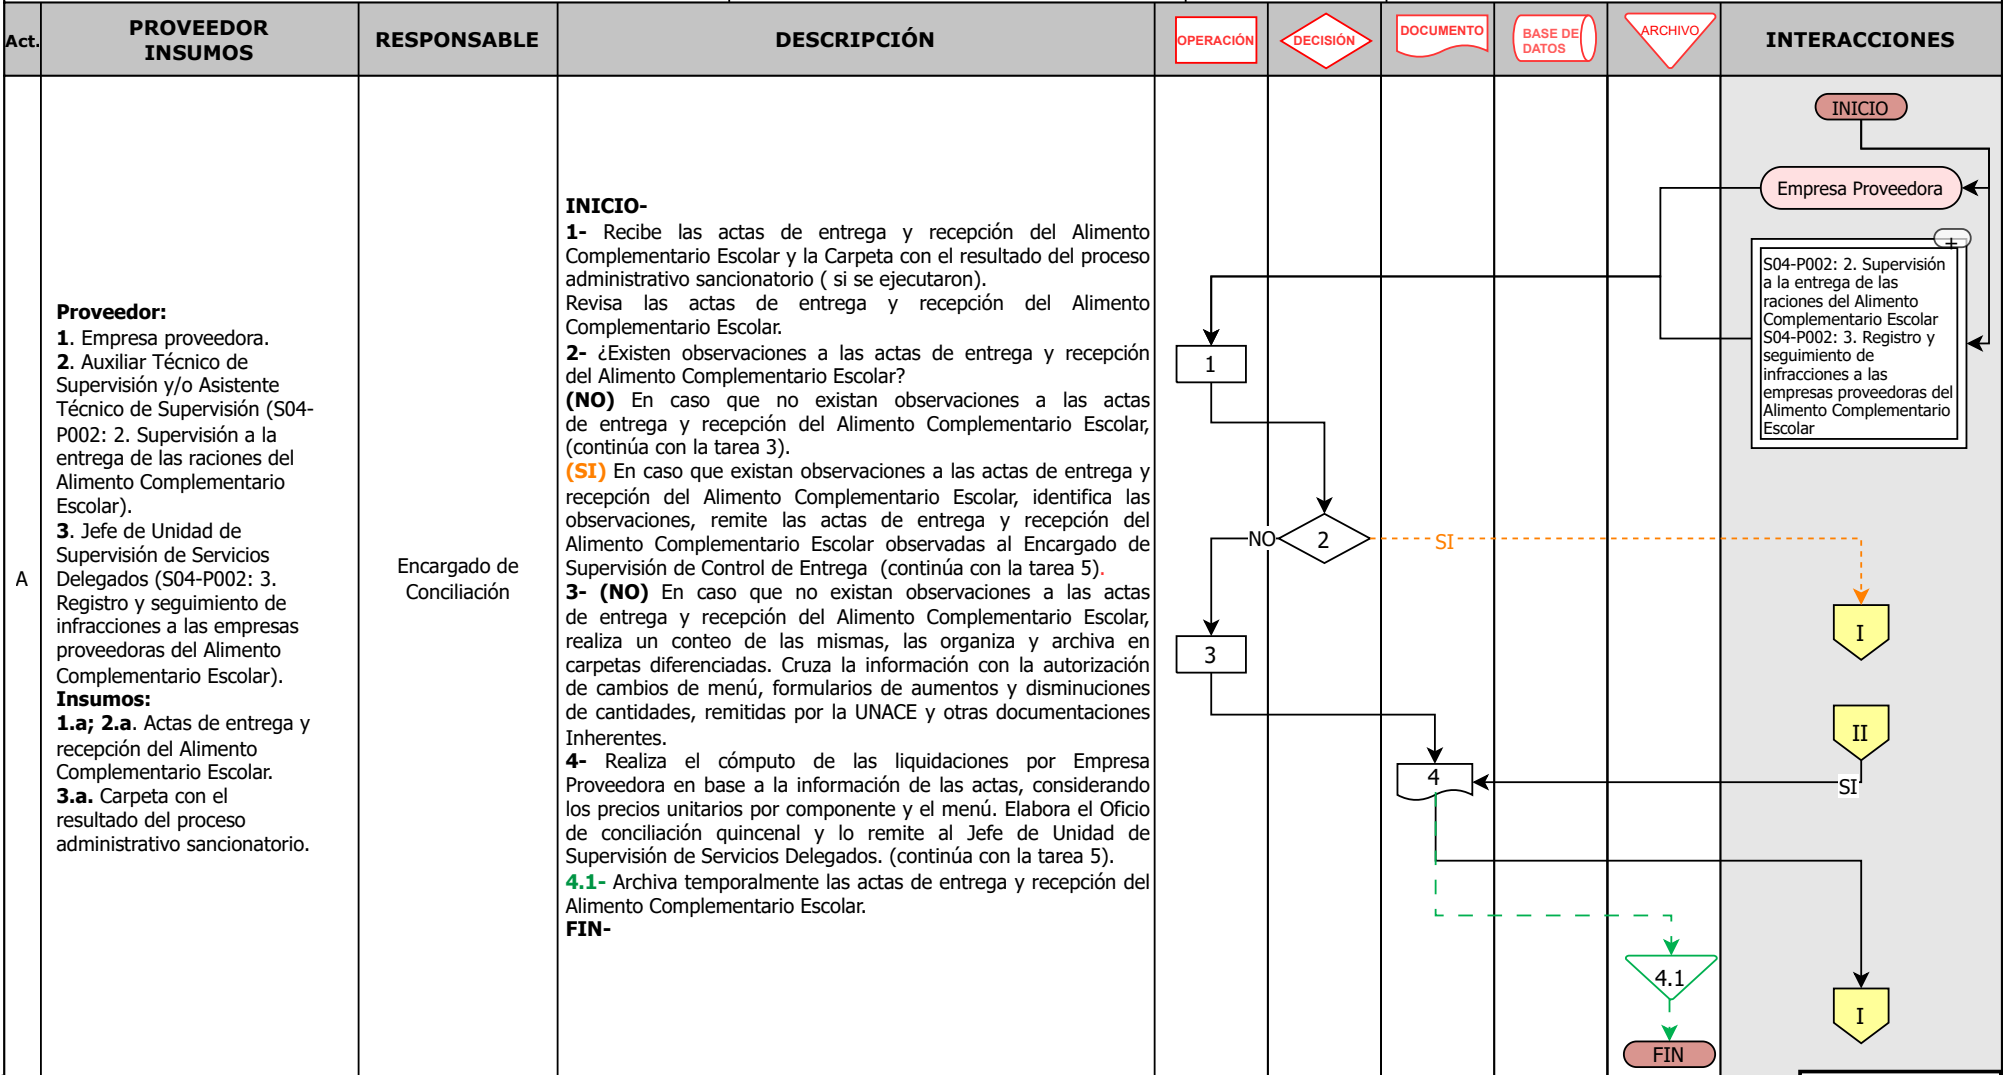 Act.
PROVEEDOR
INSUMOS
RESPONSABLE
DESCRIPCIÓN
OPERACIÓN
DECISIÓN
DOCUMENTO
BASE DE
DATOS
ARCHIVO
INTERACCIONES
A
Proveedor:
1. Empresa proveedora.
2. Auxiliar Técnico de
Supervisión y/o Asistente
Técnico de Supervisión (S04-
P002: 2. Supervisión a la
entrega de las raciones del
Alimento Complementario
Escolar).
3. Jefe de Unidad de
Supervisión de Servicios
Delegados (S04-P002: 3.
Registro y seguimiento de
infracciones a las empresas
proveedoras del Alimento
Complementario Escolar).
Insumos:
1.a; 2.a. Actas de entrega y
recepción del Alimento
Complementario Escolar.
3.a. Carpeta con el
resultado del proceso
administrativo sancionatorio.
Encargado de
Conciliación
INICIO-
1- Recibe las actas de entrega y recepción del Alimento
Complementario Escolar y la Carpeta con el resultado del proceso
administrativo sancionatorio ( si se ejecutaron).
Revisa las actas de entrega y recepción del Alimento
Complementario Escolar.
2- ¿Existen observaciones a las actas de entrega y recepción
del Alimento Complementario Escolar?
(NO) En caso que no existan observaciones a las actas
de entrega y recepción del Alimento Complementario Escolar,
(continúa con la tarea 3).
(SI) En caso que existan observaciones a las actas de entrega y
recepción del Alimento Complementario Escolar, identifica las
observaciones, remite las actas de entrega y recepción del
Alimento Complementario Escolar observadas al Encargado de
Supervisión de Control de Entrega (continúa con la tarea 5).
3- (NO) En caso que no existan observaciones a las actas
de entrega y recepción del Alimento Complementario Escolar,
realiza un conteo de las mismas, las organiza y archiva en
carpetas diferenciadas. Cruza la información con la autorización
de cambios de menú, formularios de aumentos y disminuciones
de cantidades, remitidas por la UNACE y otras documentaciones
Inherentes.
4- Realiza el cómputo de las liquidaciones por Empresa
Proveedora en base a la información de las actas, considerando
los precios unitarios por componente y el menú. Elabora el Oficio
de conciliación quincenal y lo remite al Jefe de Unidad de
Supervisión de Servicios Delegados. (continúa con la tarea 5).
4.1- Archiva temporalmente las actas de entrega y recepción del
Alimento Complementario Escolar.
FIN-
INICIO
Empresa Proveedora
+
S04-P002: 2. Supervisión
a la entrega de las
raciones del Alimento
Complementario Escolar
S04-P002: 3. Registro y
seguimiento de
infracciones a las
empresas proveedoras del
Alimento Complementario
Escolar
1
NO
2
SI
I
3
II
4
SI
4.1
I
FIN